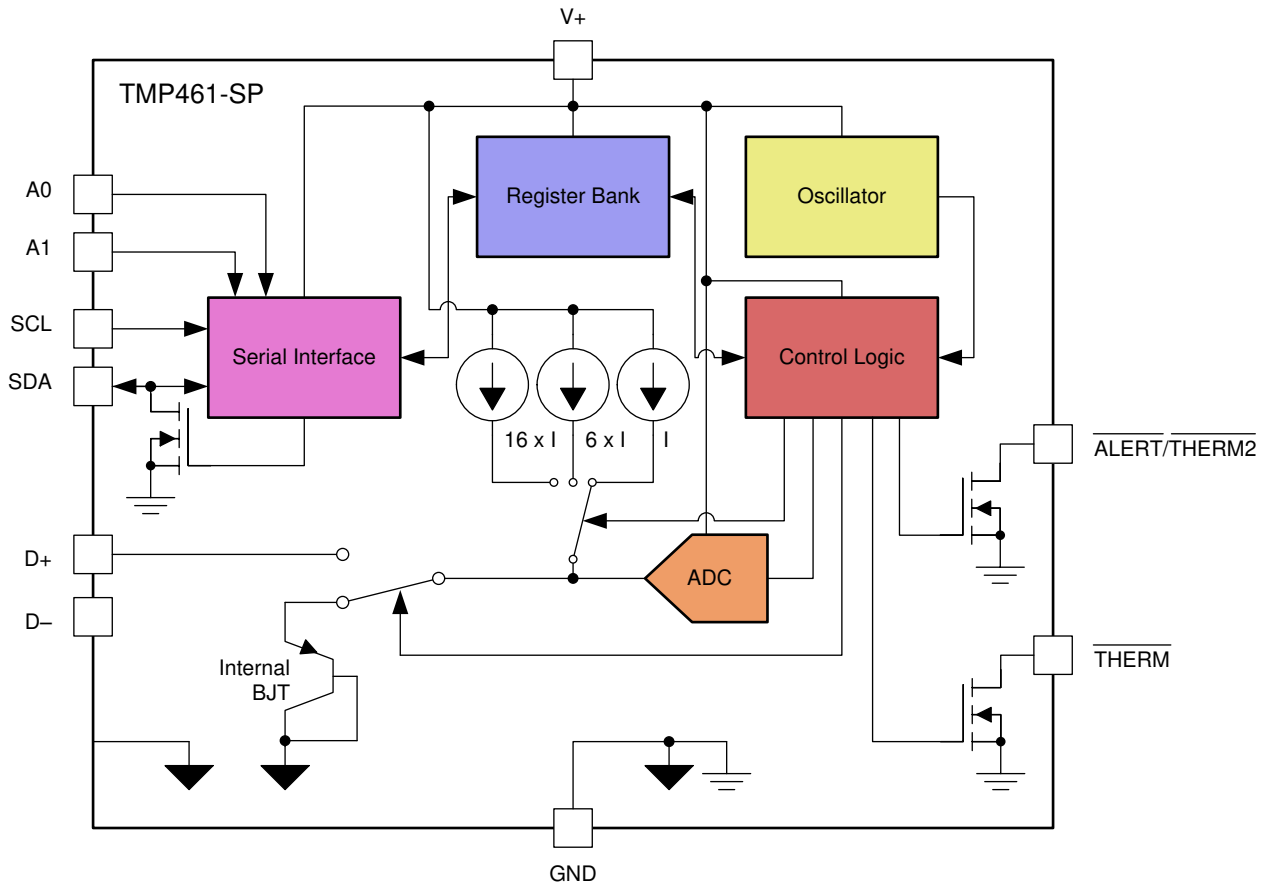 V+
TMP461-SP
A0
A1
SCL
SDA
D+
D–
Register Bank
Oscillator
Serial Interface
Control Logic
16 x I
6 x I
I
ALERT/THERM2
ADC
Internal
BJT
THERM
GND